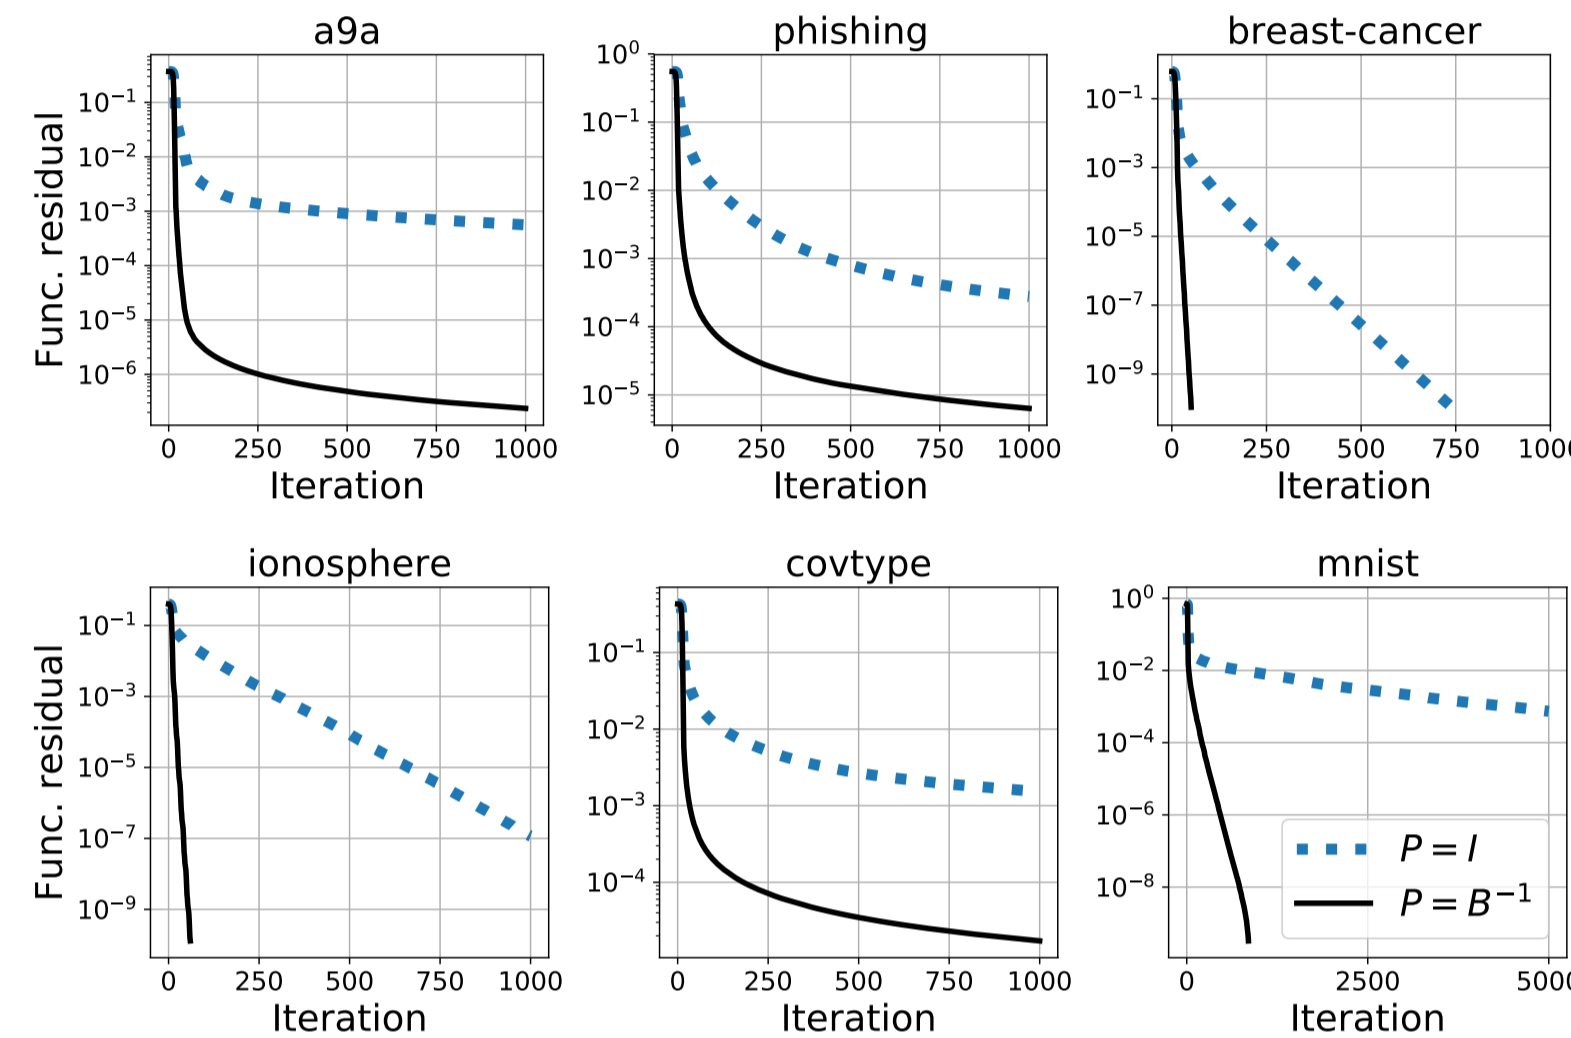 a9a
phishing
breast-cancer
Func. residual
10⁻¹
10⁻²
10⁻³
10⁻⁴
10⁻⁵
10⁻⁶
0 250 500 750 1000
Iteration
10⁰
10⁻¹
10⁻²
10⁻³
10⁻⁴
10⁻⁵
0 250 500 750 1000
Iteration
10⁻¹
10⁻³
10⁻⁵
10⁻⁷
10⁻⁹
0 250 500 750 100
Iteration
ionosphere
covtype
mnist
Func. residual
10⁻¹
10⁻³
10⁻⁵
10⁻⁷
10⁻⁹
0 250 500 750 1000
Iteration
10⁻¹
10⁻²
10⁻³
10⁻⁴
0 250 500 750 1000
Iteration
10⁰
10⁻²
10⁻⁴
10⁻⁶
10⁻⁸
P = I
P = B⁻¹
0 2500 500
Iteration